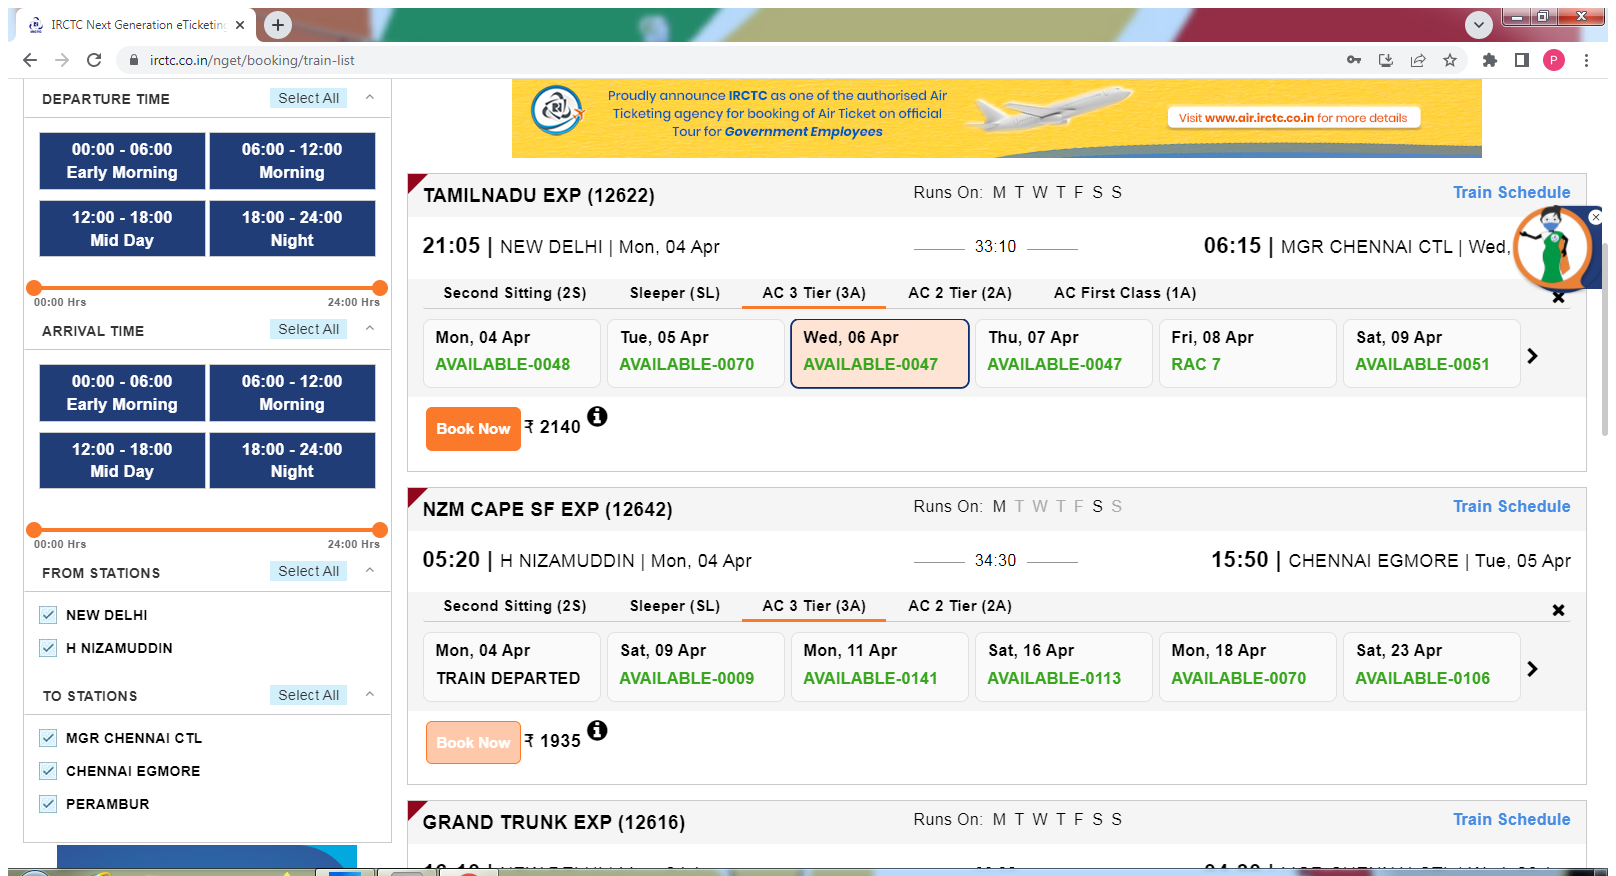 IRCTC Next Generation eTicketing
irctc.co.in/nget/booking/train-list
P
DEPARTURE TIME Select All
00:00 - 06:00 Early Morning
06:00 - 12:00 Morning
12:00 - 18:00 Mid Day
18:00 - 24:00 Night
00:00 Hrs 24:00 Hrs
ARRIVAL TIME Select All
00:00 - 06:00 Early Morning
06:00 - 12:00 Morning
12:00 - 18:00 Mid Day
18:00 - 24:00 Night
00:00 Hrs 24:00 Hrs
FROM STATIONS Select All
NEW DELHI
H NIZAMUDDIN
TO STATIONS Select All
MGR CHENNAI CTL
CHENNAI EGMORE
PERAMBUR
Proudly announce IRCTC as one of the authorised Air
Ticketing agency for booking of Air Ticket on official
Tour for Government Employees
Visit www.air.irctc.co.in for more details
TAMILNADU EXP (12622) Runs On: M T W T F S S Train Schedule
21:05 | NEW DELHI | Mon, 04 Apr 33:10 06:15 | MGR CHENNAI CTL | Wed,
Second Sitting (2S) Sleeper (SL) AC 3 Tier (3A) AC 2 Tier (2A) AC First Class (1A)
Mon, 04 Apr Tue, 05 Apr Wed, 06 Apr Thu, 07 Apr Fri, 08 Apr Sat, 09 Apr
AVAILABLE-0048 AVAILABLE-0070 AVAILABLE-0047 AVAILABLE-0047 RAC 7 AVAILABLE-0051
Book Now ₹ 2140
NZM CAPE SF EXP (12642) Runs On: M T W T F S S Train Schedule
05:20 | H NIZAMUDDIN | Mon, 04 Apr 34:30 15:50 | CHENNAI EGMORE | Tue, 05 Apr
Second Sitting (2S) Sleeper (SL) AC 3 Tier (3A) AC 2 Tier (2A)
Mon, 04 Apr Sat, 09 Apr Mon, 11 Apr Sat, 16 Apr Mon, 18 Apr Sat, 23 Apr
TRAIN DEPARTED AVAILABLE-0009 AVAILABLE-0141 AVAILABLE-0113 AVAILABLE-0070 AVAILABLE-0106
Book Now ₹ 1935
GRAND TRUNK EXP (12616) Runs On: M T W T F S S Train Schedule